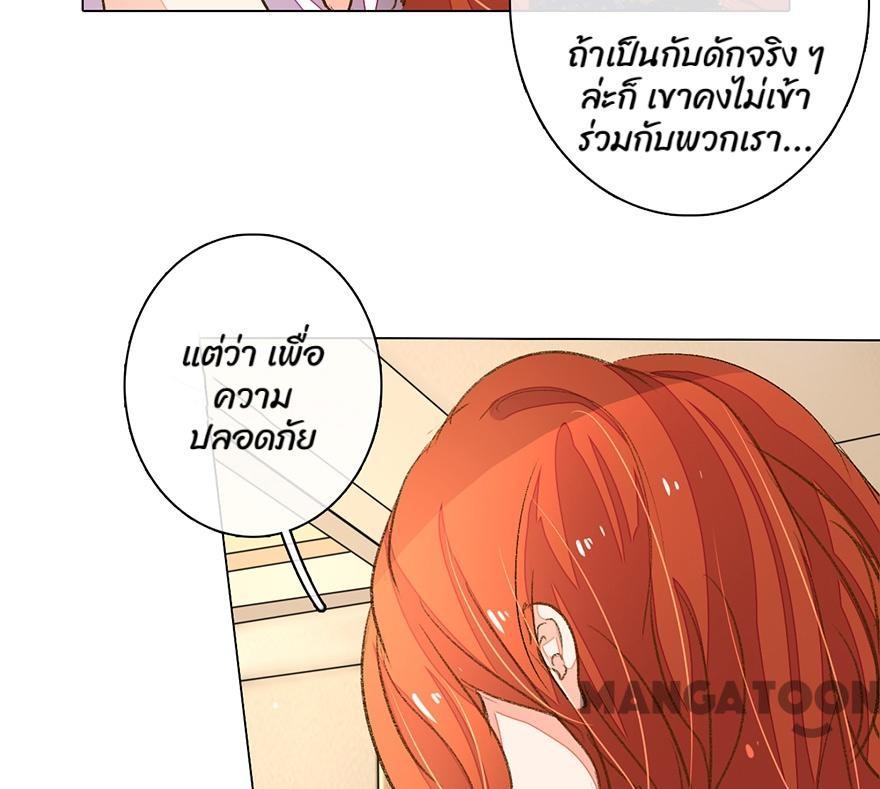 ถ้าเป็นกับดักจริง ๆ
ล่ะก็ เขาคงไม่เข้า
ร่วมกับพวกเรา...
แต่ว่า เพื่อ
ความ
ปลอดภัย
MANGATOON